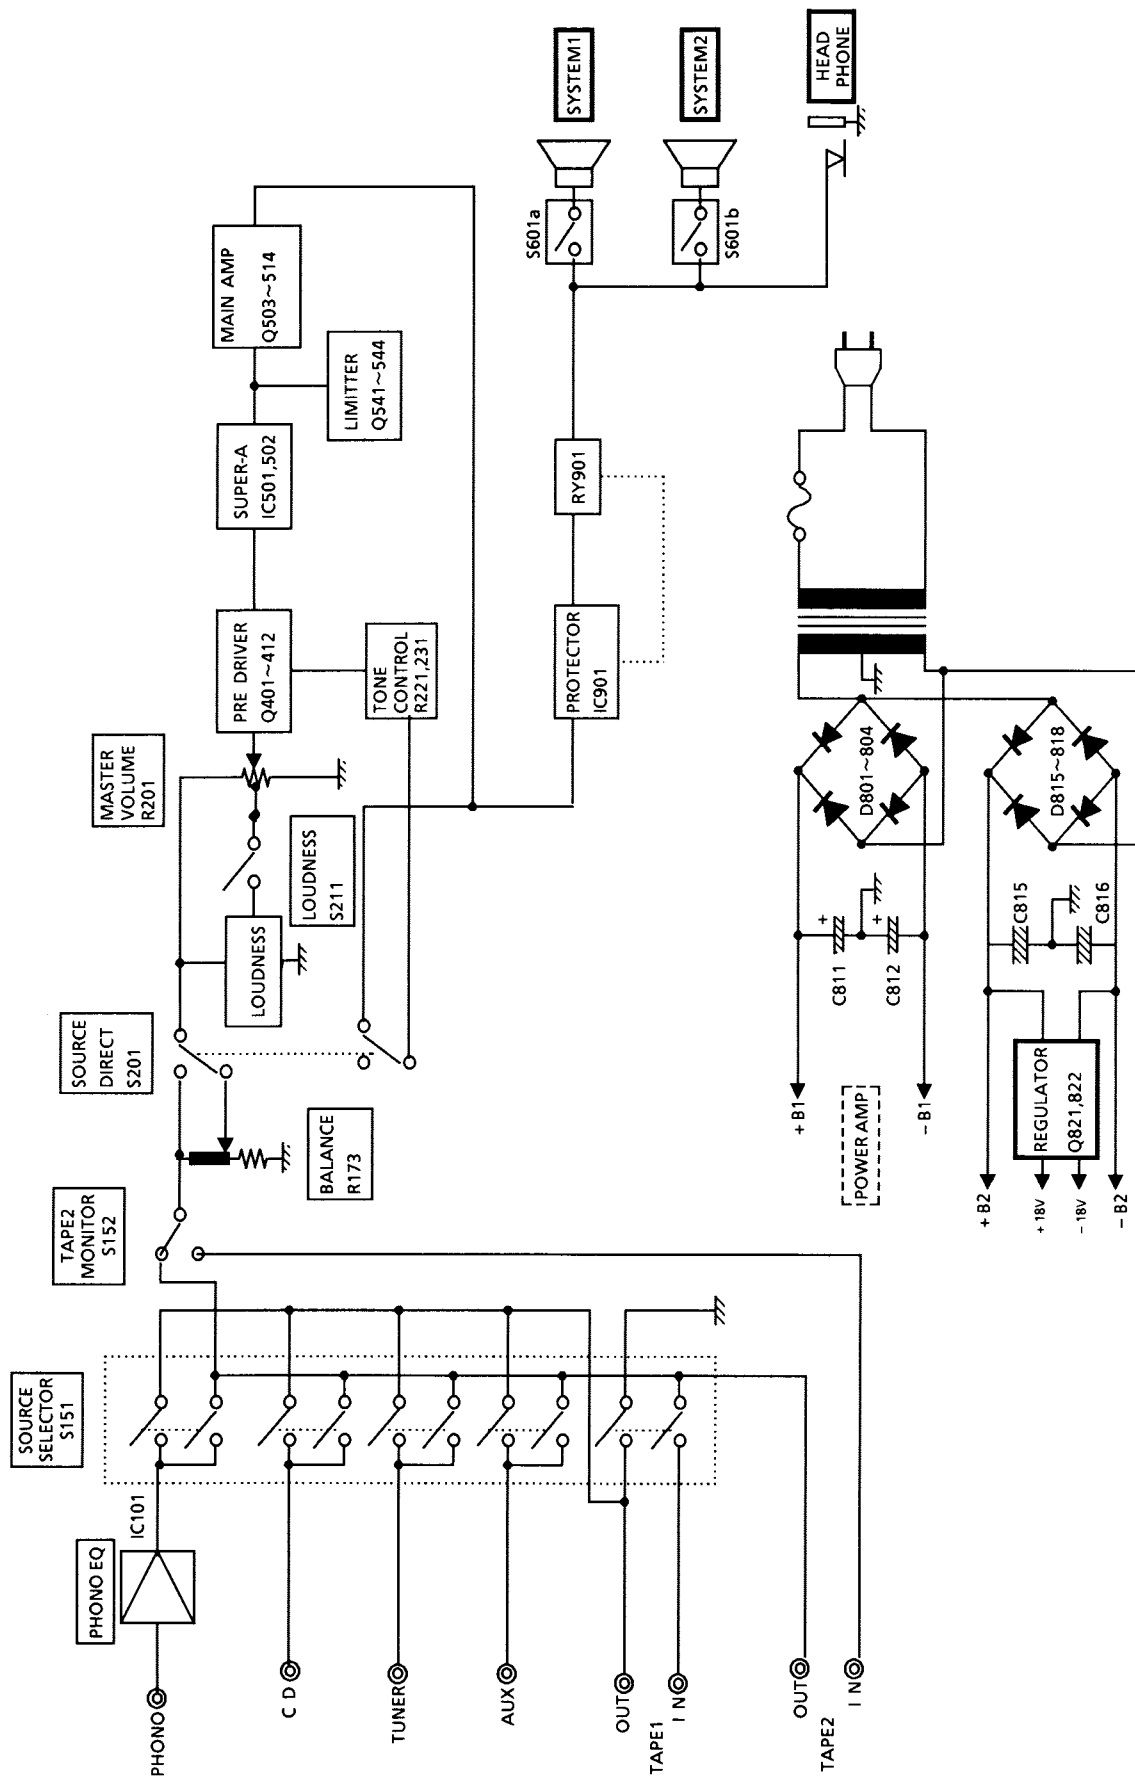 SOURCE
SELECTOR
S151
TAPE2
MONITOR
S152
SOURCE
DIRECT
S201
MASTER
VOLUME
R201
PHONO EQ
IC101
PHONO
C D
TUNER
AUX
OUT
TAPE1
I N
OUT
TAPE2
I N
BALANCE
R173
LOUDNESS
LOUDNESS
S211
PRE DRIVER
Q401~412
TONE
CONTROL
R221,231
SUPER-A
IC501,502
LIMITTER
Q541~544
MAIN AMP
Q503~514
PROTECTOR
IC901
RY901
S601a
SYSTEM1
S601b
SYSTEM2
HEAD
PHONE
+ B1
POWER AMP
- B1
C811
+
C812
+
D801~804
+ B2
+ 18V
- 18V
- B2
REGULATOR
Q821,822
C815
C816
D815~818